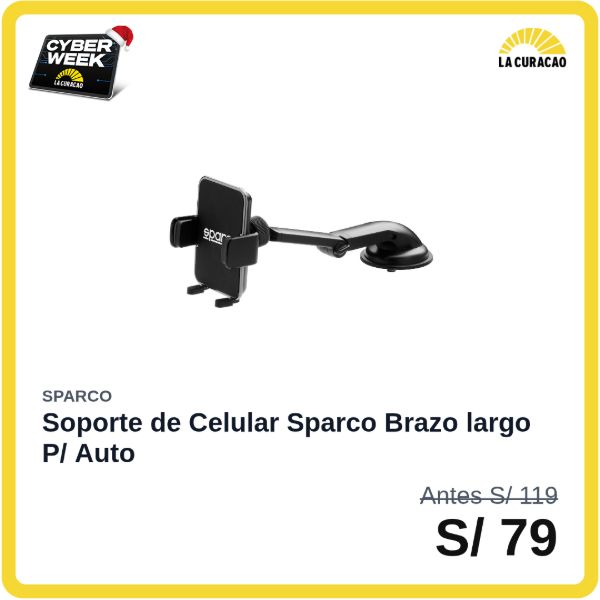 CYBER
WEEK
LA CURACAO
LA CURACAO
sparco
SPARCO
Soporte de Celular Sparco Brazo largo
P/ Auto
Antes S/ 119
S/ 79